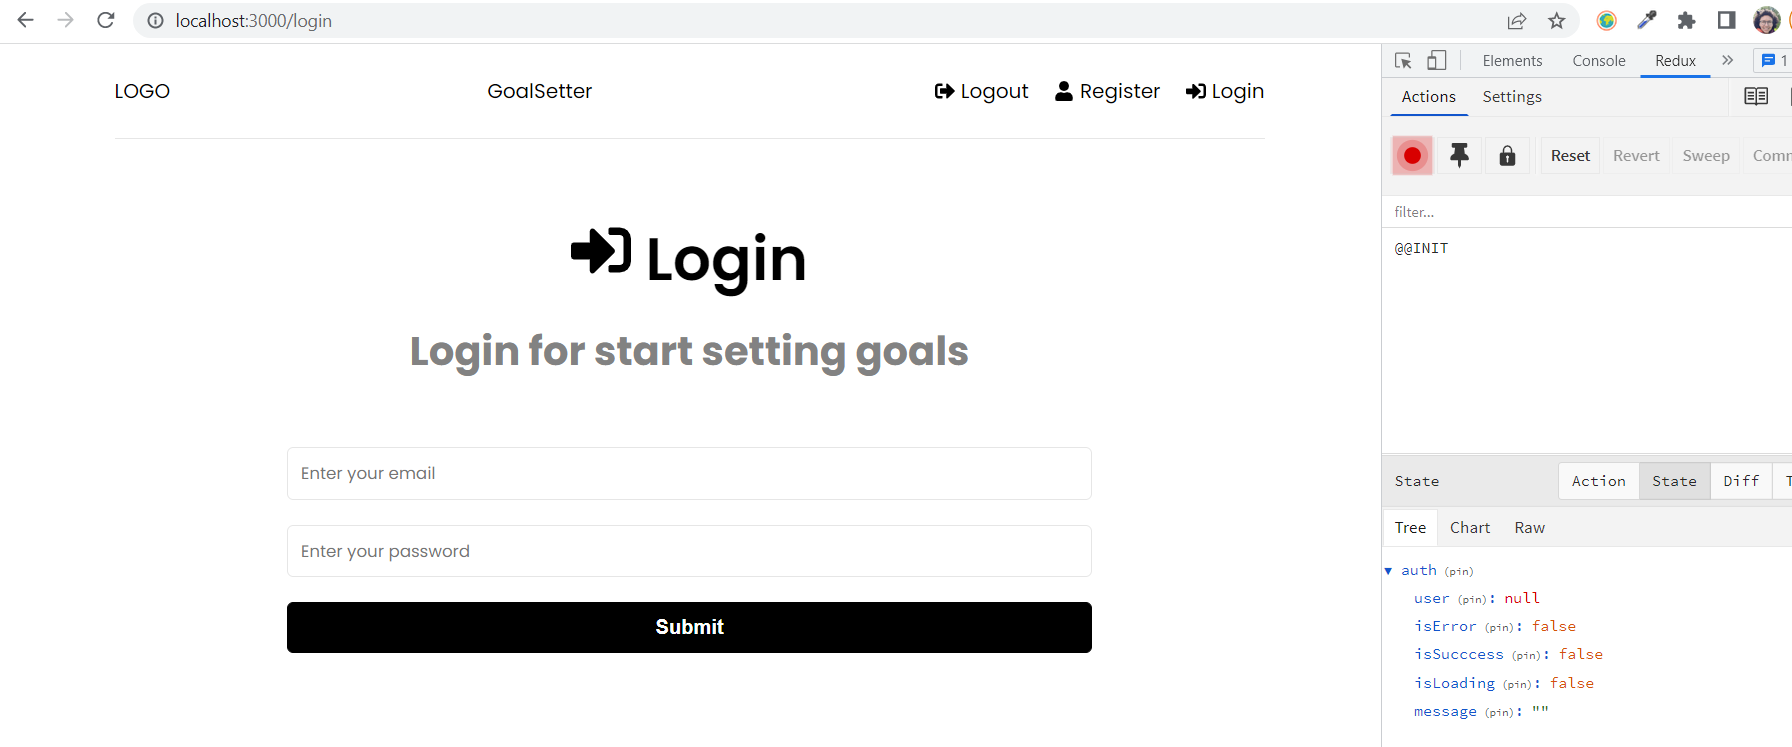 localhost:3000/login
LOGO GoalSetter Logout Register Login
Login
Login for start setting goals
Enter your email
Enter your password
Submit
Elements Console Redux » 1
Actions Settings
Reset Revert Sweep Comm
filter...
@@INIT
State Action State Diff T
Tree Chart Raw
auth (pin)
user (pin): null
isError (pin): false
isSucccess (pin): false
isLoading (pin): false
message (pin): ""